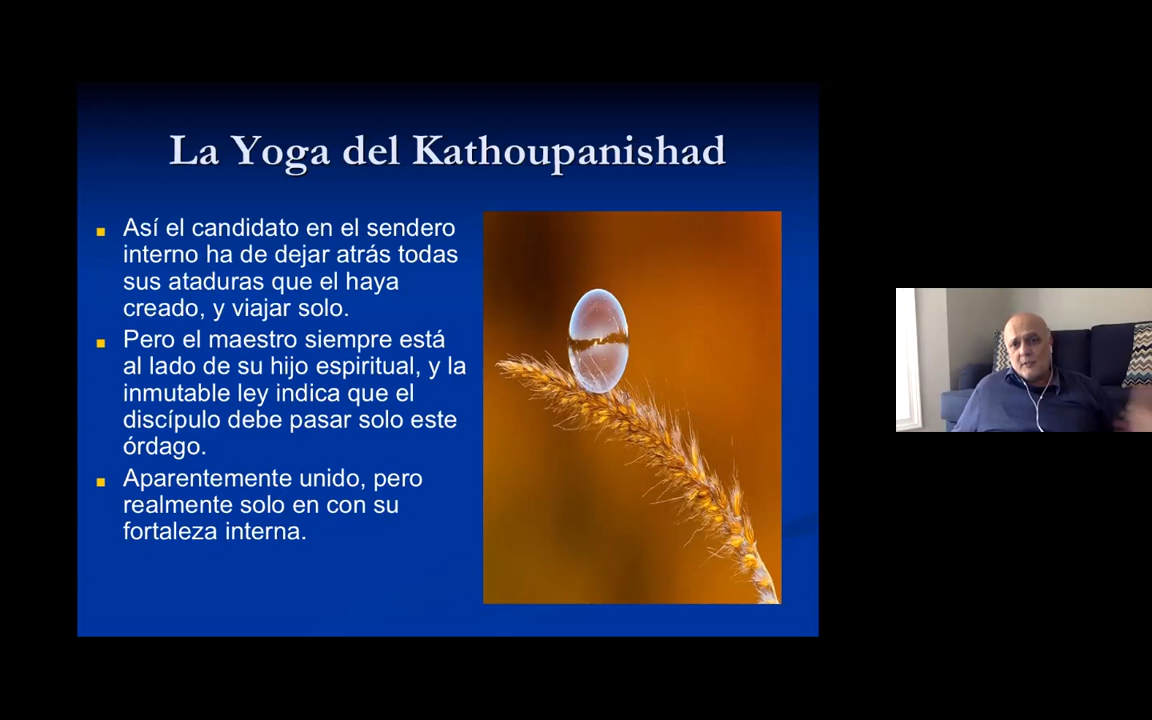 La Yoga del Kathoupanishad
Así el candidato en el sendero
interno ha de dejar atrás todas
sus ataduras que el haya
creado, y viajar solo.
Pero el maestro siempre está
al lado de su hijo espiritual, y la
inmutable ley indica que el
discípulo debe pasar solo este
órdago.
Aparentemente unido, pero
realmente solo en con su
fortaleza interna.